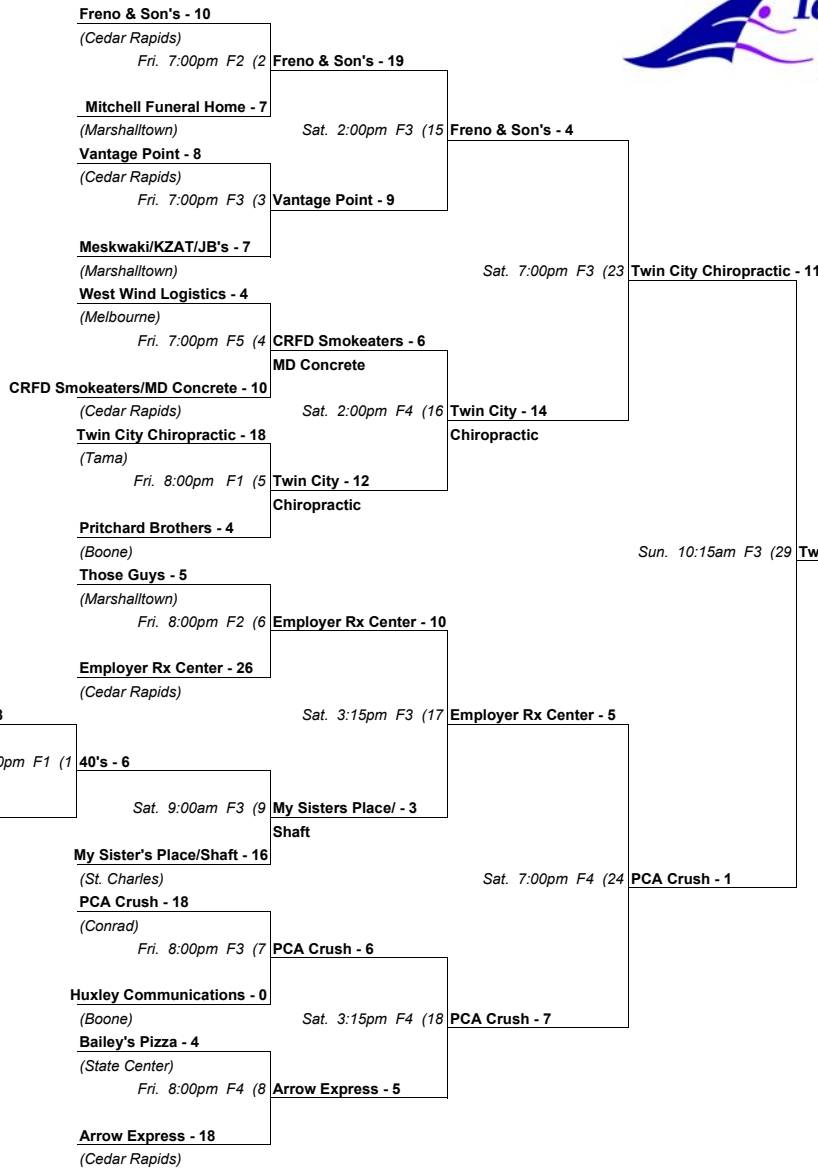 Freno & Son's - 10
(Cedar Rapids)
Fri. 7:00pm F2 (2 Freno & Son's - 19
Mitchell Funeral Home - 7
(Marshalltown)
Sat. 2:00pm F3 (15 Freno & Son's - 4
Vantage Point - 8
(Cedar Rapids)
Fri. 7:00pm F3 (3 Vantage Point - 9
Meskwaki/KZAT/JB's - 7
(Marshalltown)
Sat. 7:00pm F3 (23 Twin City Chiropractic - 11
West Wind Logistics - 4
(Melbourne)
Fri. 7:00pm F5 (4 CRFD Smokeaters - 6
MD Concrete
CRFD Smokeaters/MD Concrete - 10
(Cedar Rapids)
Sat. 2:00pm F4 (16 Twin City - 14
Chiropractic
Twin City Chiropractic - 18
(Tama)
Fri. 8:00pm F1 (5 Twin City - 12
Chiropractic
Pritchard Brothers - 4
(Boone)
Sun. 10:15am F3 (29 Tw
Those Guys - 5
(Marshalltown)
Fri. 8:00pm F2 (6 Employer Rx Center - 10
Employer Rx Center - 26
(Cedar Rapids)
Sat. 3:15pm F3 (17 Employer Rx Center - 5
0pm F1 (1 40's - 6
Sat. 9:00am F3 (9 My Sisters Place/ - 3
Shaft
My Sister's Place/Shaft - 16
(St. Charles)
Sat. 7:00pm F4 (24 PCA Crush - 1
PCA Crush - 18
(Conrad)
Fri. 8:00pm F3 (7 PCA Crush - 6
Huxley Communications - 0
(Boone)
Sat. 3:15pm F4 (18 PCA Crush - 7
Bailey's Pizza - 4
(State Center)
Fri. 8:00pm F4 (8 Arrow Express - 5
Arrow Express - 18
(Cedar Rapids)